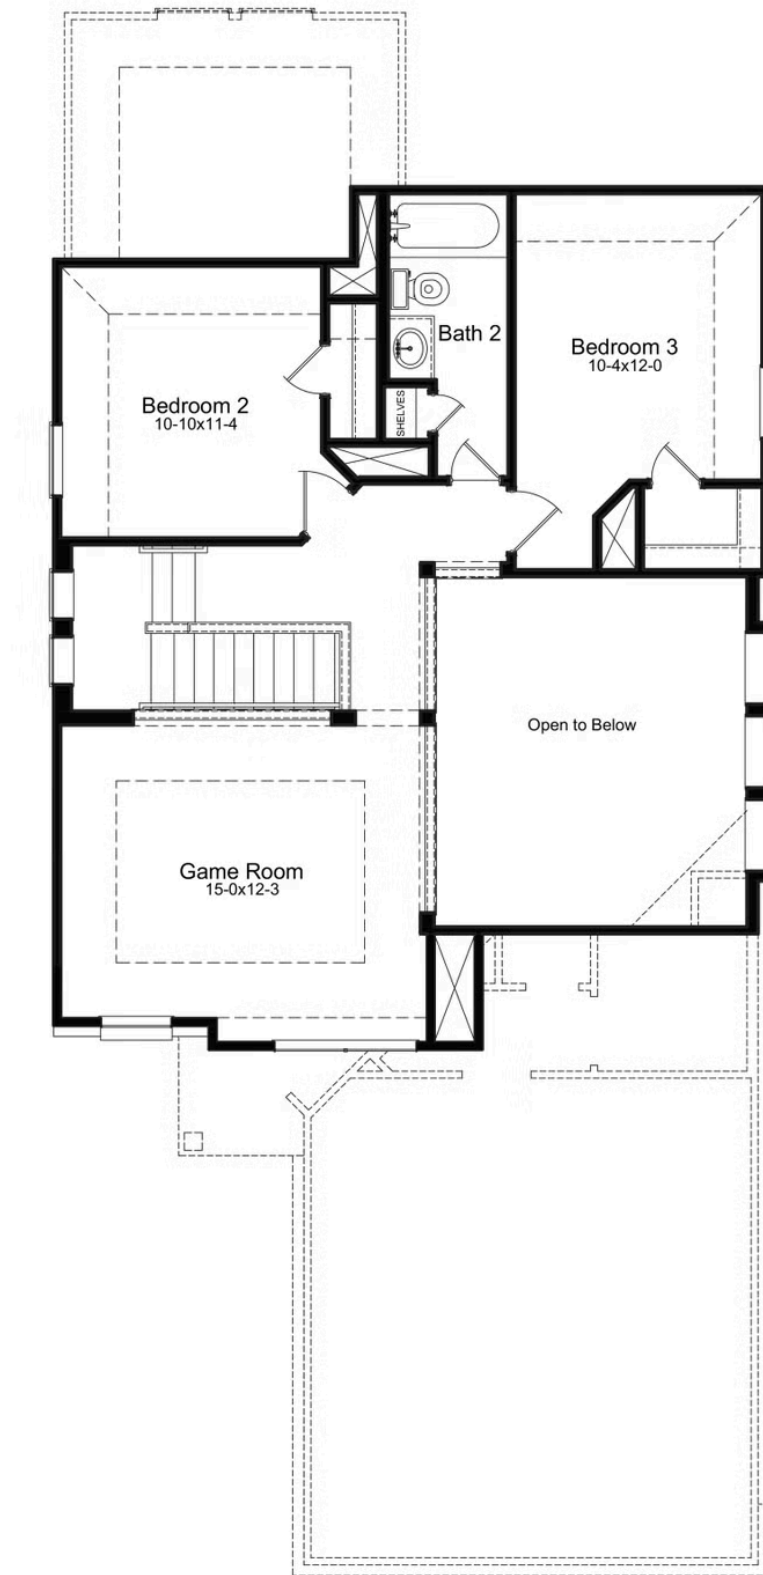 Bath 2
Bedroom 3
10-4x12-0
Bedroom 2
10-10x11-4
SHELVES
Open to Below
Game Room
15-0x12-3